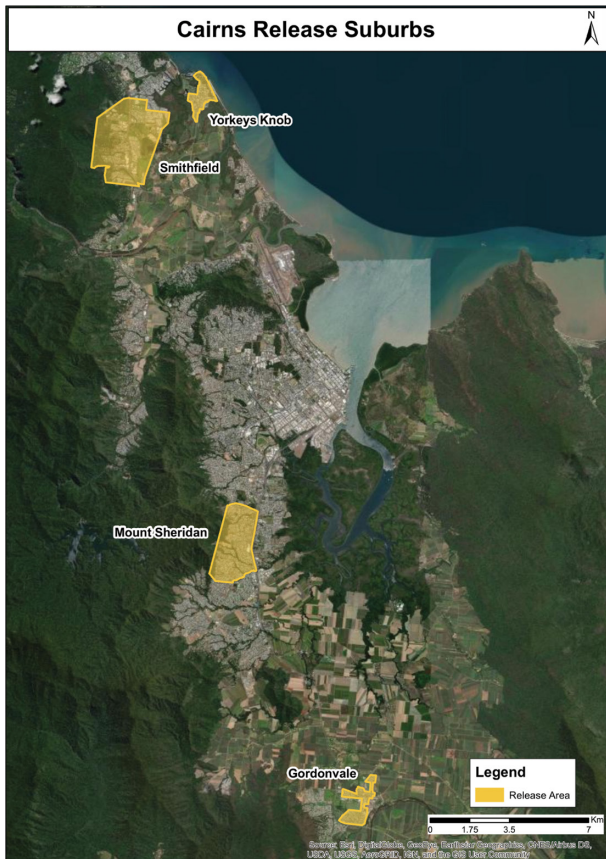 Cairns Release Suburbs
N
Yorkeys Knob
Smithfield
Mount Sheridan
Gordonvale
Legend
Release Area
Km
0 1.75 3.5 7
Source: Esri, DigitalGlobe, GeoEye, Earthstar Geographics, CNES/Airbus DS,
USDA, USGS, AeroGRID, IGN, and the GIS User Community